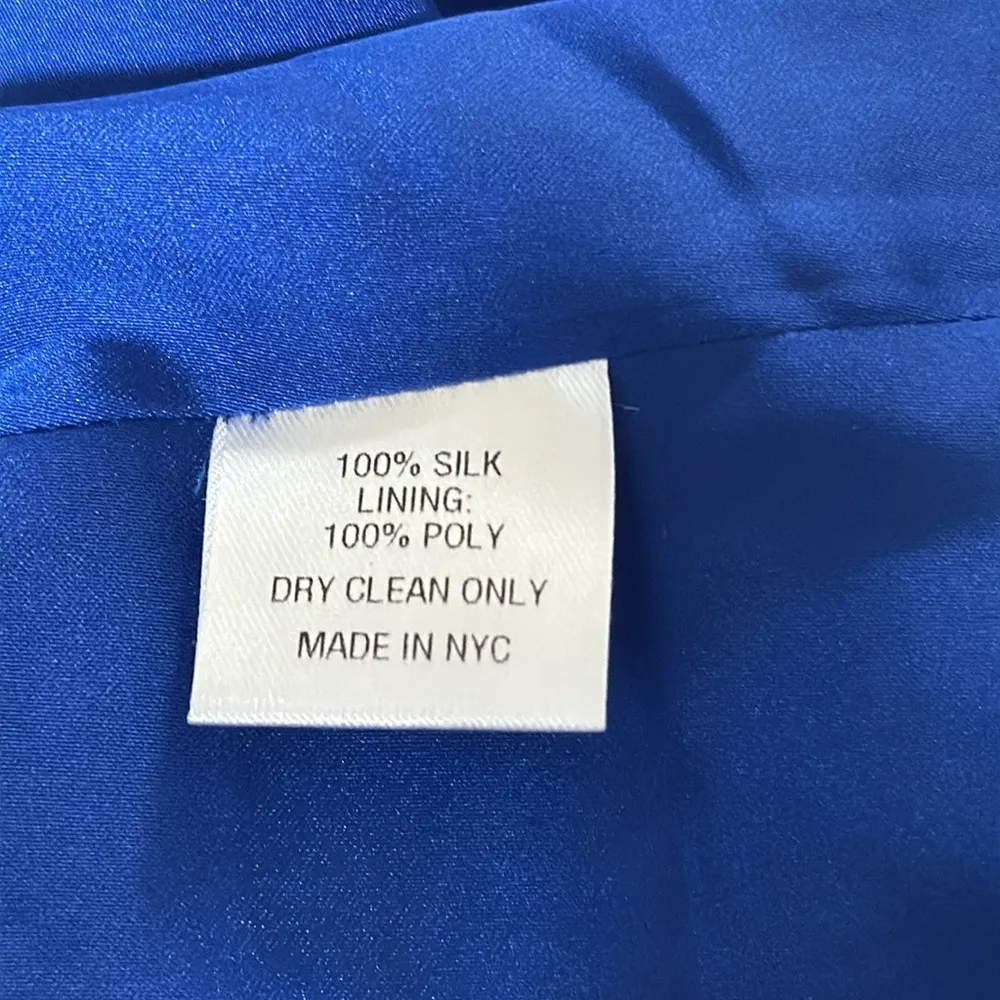 100% SILK
LINING:
100% POLY
DRY CLEAN ONLY
MADE IN NYC